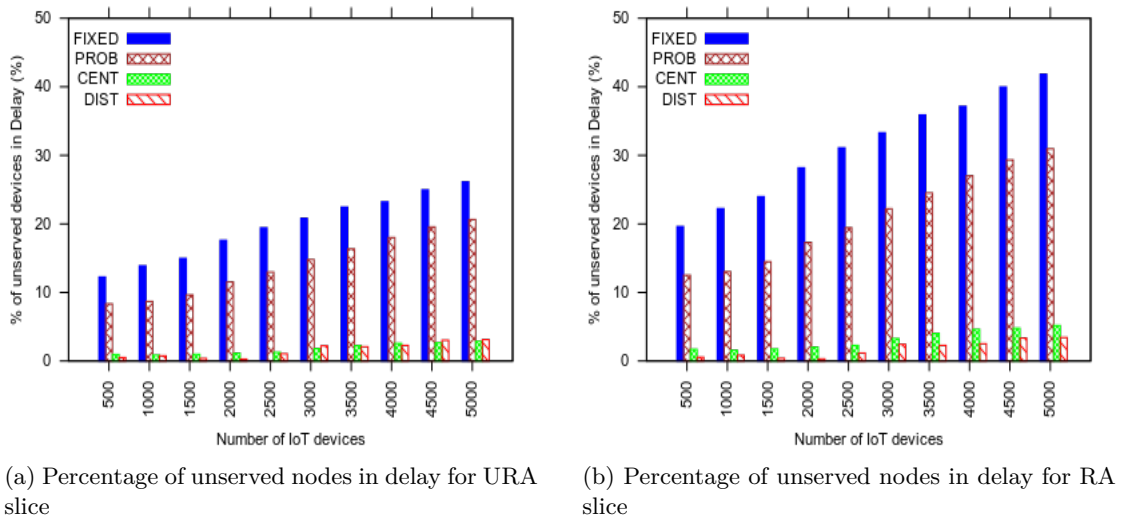 50
40
30
20
10
0
% of unserved devices in Delay (%)
FIXED
PROB
CENT
DIST
500
1000
1500
2000
2500
3000
3500
4000
4500
5000
Number of IoT devices
(a) Percentage of unserved nodes in delay for URA
slice
50
40
30
20
10
0
% of unserved devices in Delay (%)
FIXED
PROB
CENT
DIST
500
1000
1500
2000
2500
3000
3500
4000
4500
5000
Number of IoT devices
(b) Percentage of unserved nodes in delay for RA
slice